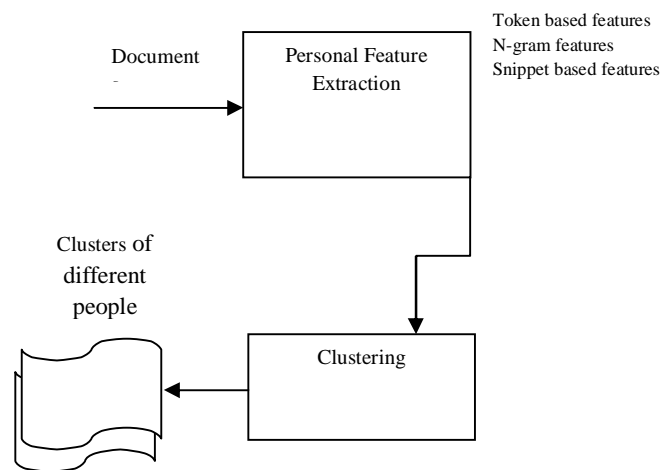 Document
Personal Feature
Extraction
Token based features
N-gram features
Snippet based features
Clusters of
different
people
Clustering